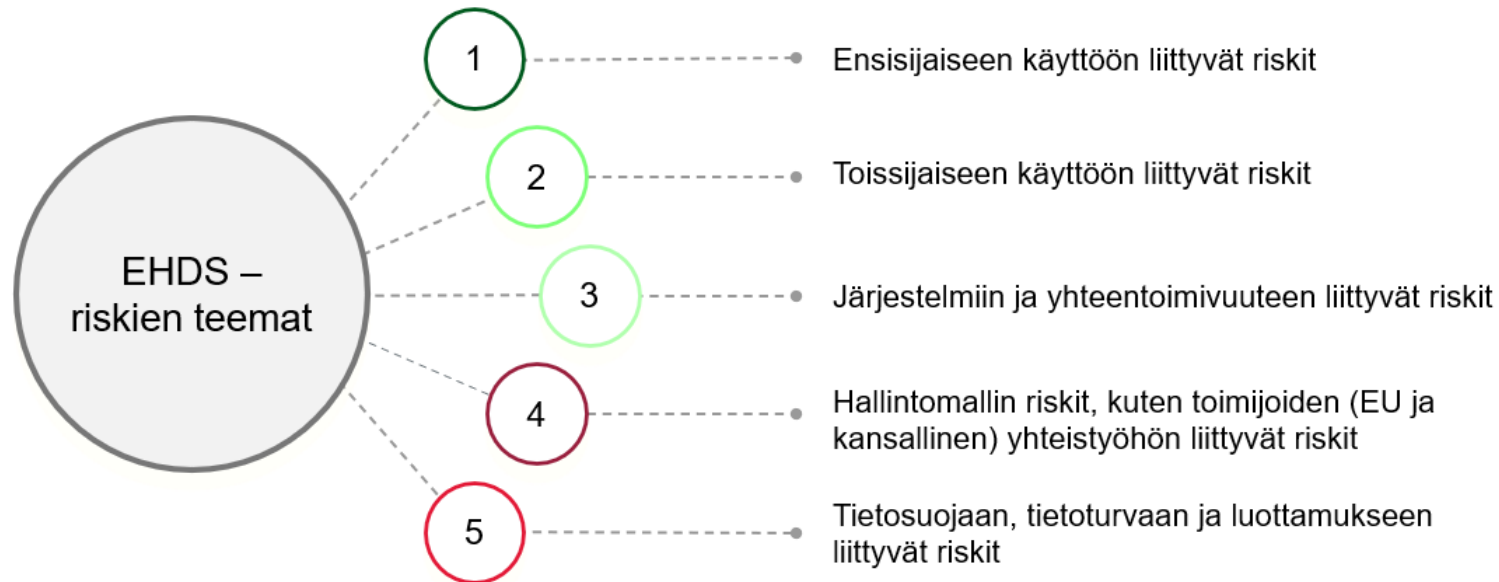 EHDS –
riskien teemat
1
Ensisijaiseen käyttöön liittyvät riskit
2
Toissijaiseen käyttöön liittyvät riskit
3
Järjestelmiin ja yhteentoimivuuteen liittyvät riskit
4
Hallintomallin riskit, kuten toimijoiden (EU ja
kansallinen) yhteistyöhön liittyvät riskit
5
Tietosuojaan, tietoturvaan ja luottamukseen
liittyvät riskit